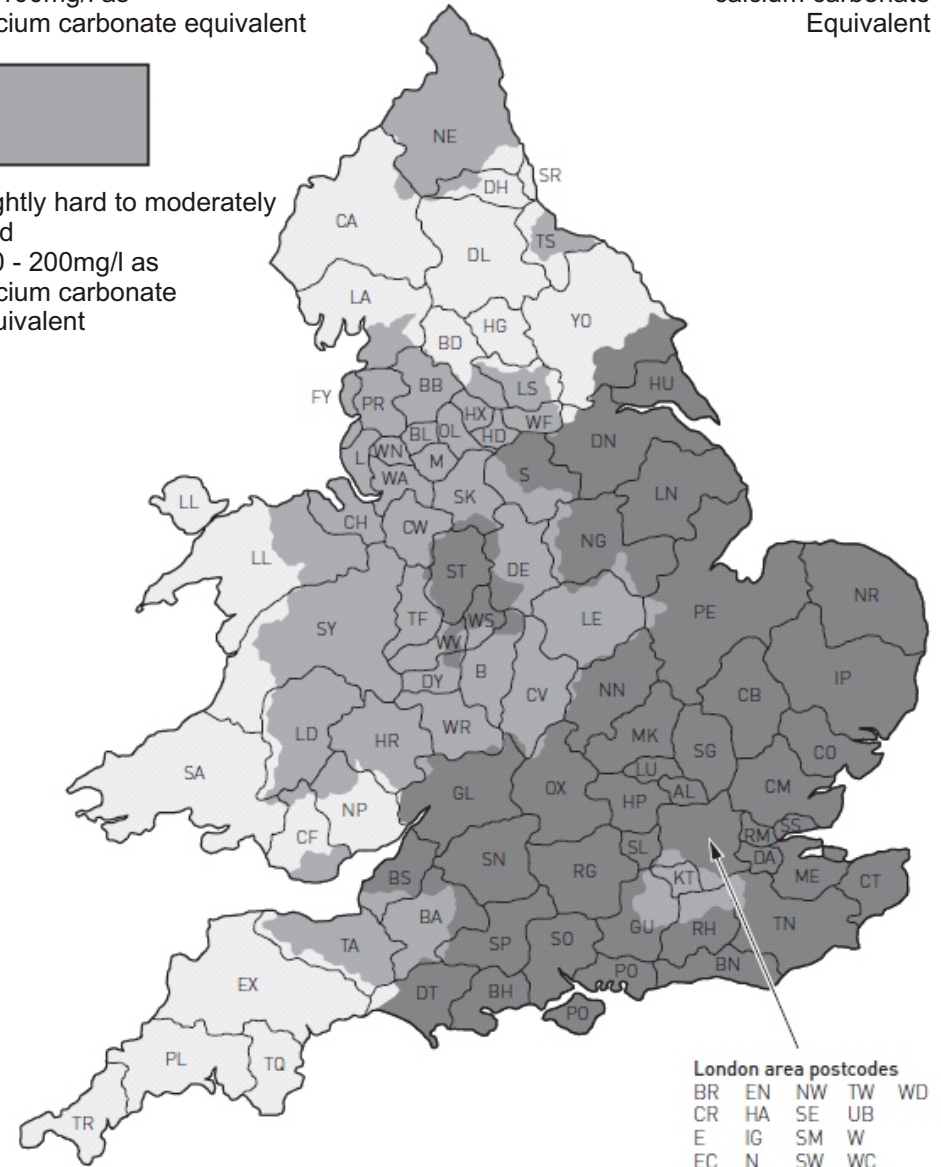 100mg/l as
cium carbonate equivalent
calcium carbonate
Equivalent
ghtly hard to moderately
d
0 - 200mg/l as
cium carbonate
uivalent
NE
SR
DH
CA
TS
DL
LA
YO
HG
BD
HU
BB
LS
FY
PR
HX
WF
OL
BL
HD
DN
WN
L
M
WA
S
LN
SK
LL
CH
CW
NG
LL
ST
DE
NR
PE
TF
WS
LE
SY
WV
IP
B
DY
CV
NN
CB
WR
LD
HR
MK
SG
CO
SA
LU
GL
OX
AL
CM
HP
NP
CF
SS
RM
SL
DA
SN
RG
BS
KT
ME
CT
BA
GU
RH
TN
TA
SP
SO
BN
PO
EX
DT
BH
PO
PL
TQ
TR
London area postcodes
BR EN NW TW WD
CR HA SE UB
E IG SM W
EC N SW WC